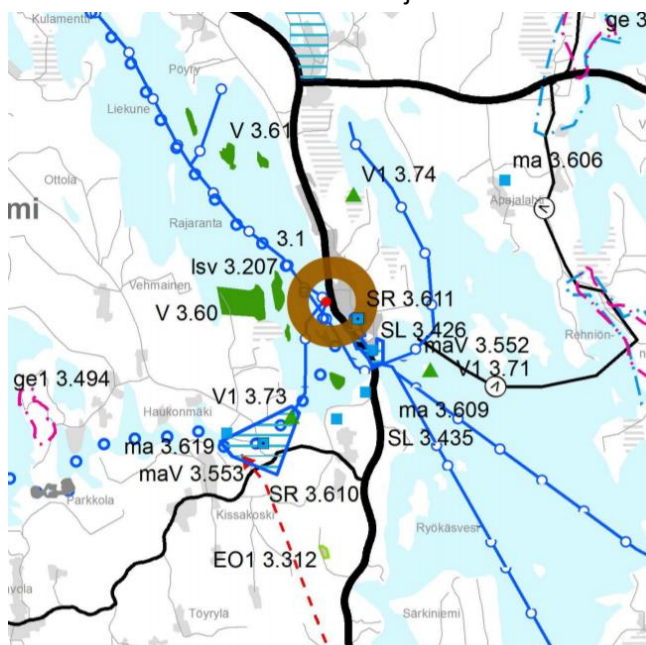 Kulamentti
ge 3
Pöyry
Liekune
V 3.61
ma 3.606
V1 3.74
Ottola
Apajalahti
mi
Rajaranta
3.1
lsv 3.207
Vehmainen
SR 3.611
V 3.60
SL 3.426
Rehniön-
maV 3.552
V1 3.71
ge1 3.494
V1 3.73
Haukonmäki
ma 3.609
ma 3.619
SL 3.435
maV 3.553
SR 3.610
Parkkola
Kissakoski
Ryökäsvesi
EO1 3.312
avola
Töyrylä
Särkiniemi